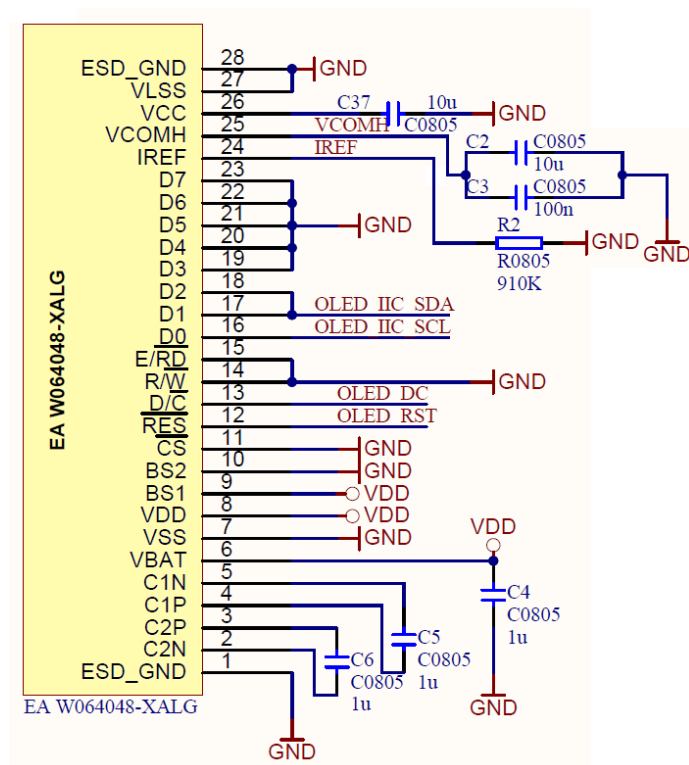 ESD_GND 28 GND
VLSS 27
VCC 26 C37 10u GND
C0805
VCOMH 25 VCOMH C2 C0805
10u
IREF 24 IREF C3 C0805
100n
D7 23
D6 22
D5 21 GND R2 GND GND
D4 20 R0805
D3 19 910K
D2 18
D1 17 OLED_IIC_SDA
D0 16 OLED_IIC_SCL
E/RD 15
R/W 14 GND
D/C 13 OLED_DC
RES 12 OLED_RST
CS 11 GND
BS2 10 GND
BS1 9 VDD
VDD 8 VDD VDD
VSS 7 GND
VBAT 6
C1N 5 C4
C1P 4 C0805
C2P 3 C5 1u
C2N 2 C6 C0805
ESD_GND 1 C0805 1u
1u
EA W064048-XALG
EA W064048-XALG GND
GND